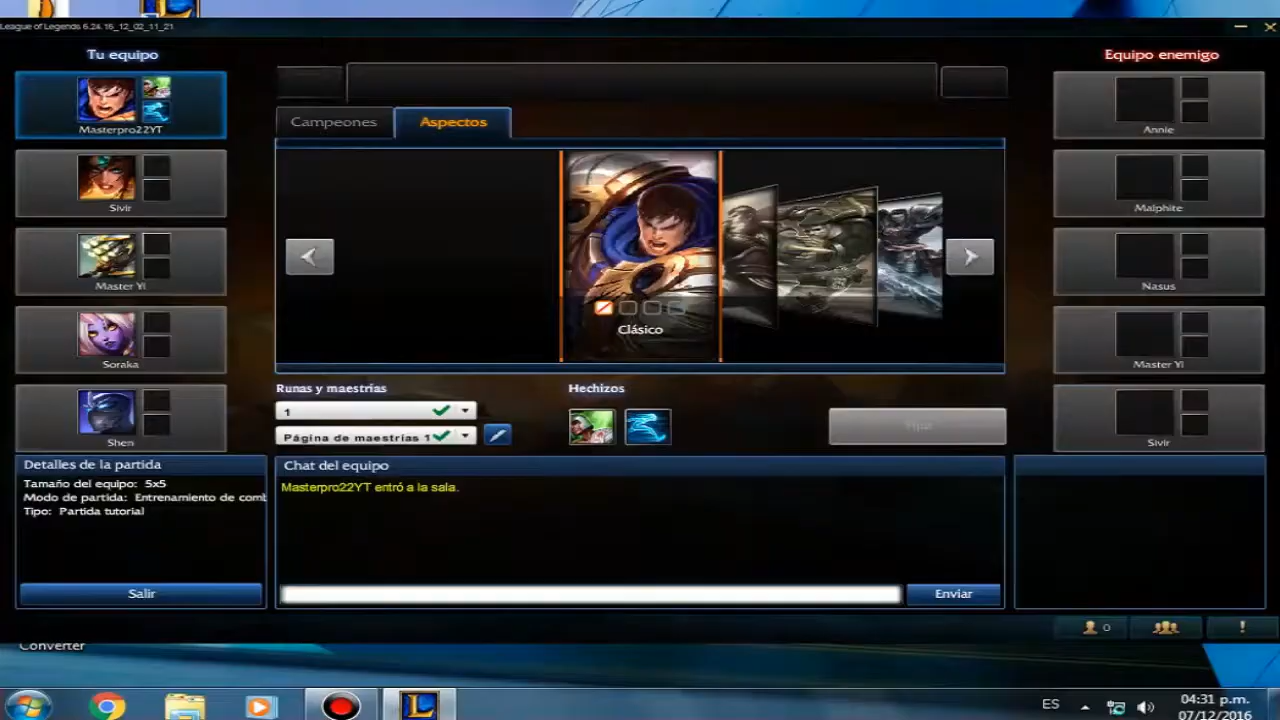 League of Legends 6.24.16_12_02_11_21
Tu equipo
Equipo enemigo
Masterpro22YT
Sivir
Master Yi
Soraka
Shen
Campeones
Aspectos
Clásico
Annie
Malphite
Nasus
Master Yi
Sivir
Runas y maestrías
1
Página de maestrías 1
Hechizos
Detalles de la partida
Tamaño del equipo: 5x5
Modo de partida: Entrenamiento de comb
Tipo: Partida tutorial
Salir
Chat del equipo
Masterpro22YT entró a la sala.
Enviar
0
Converter
ES
04:31 p.m.
07/12/2016